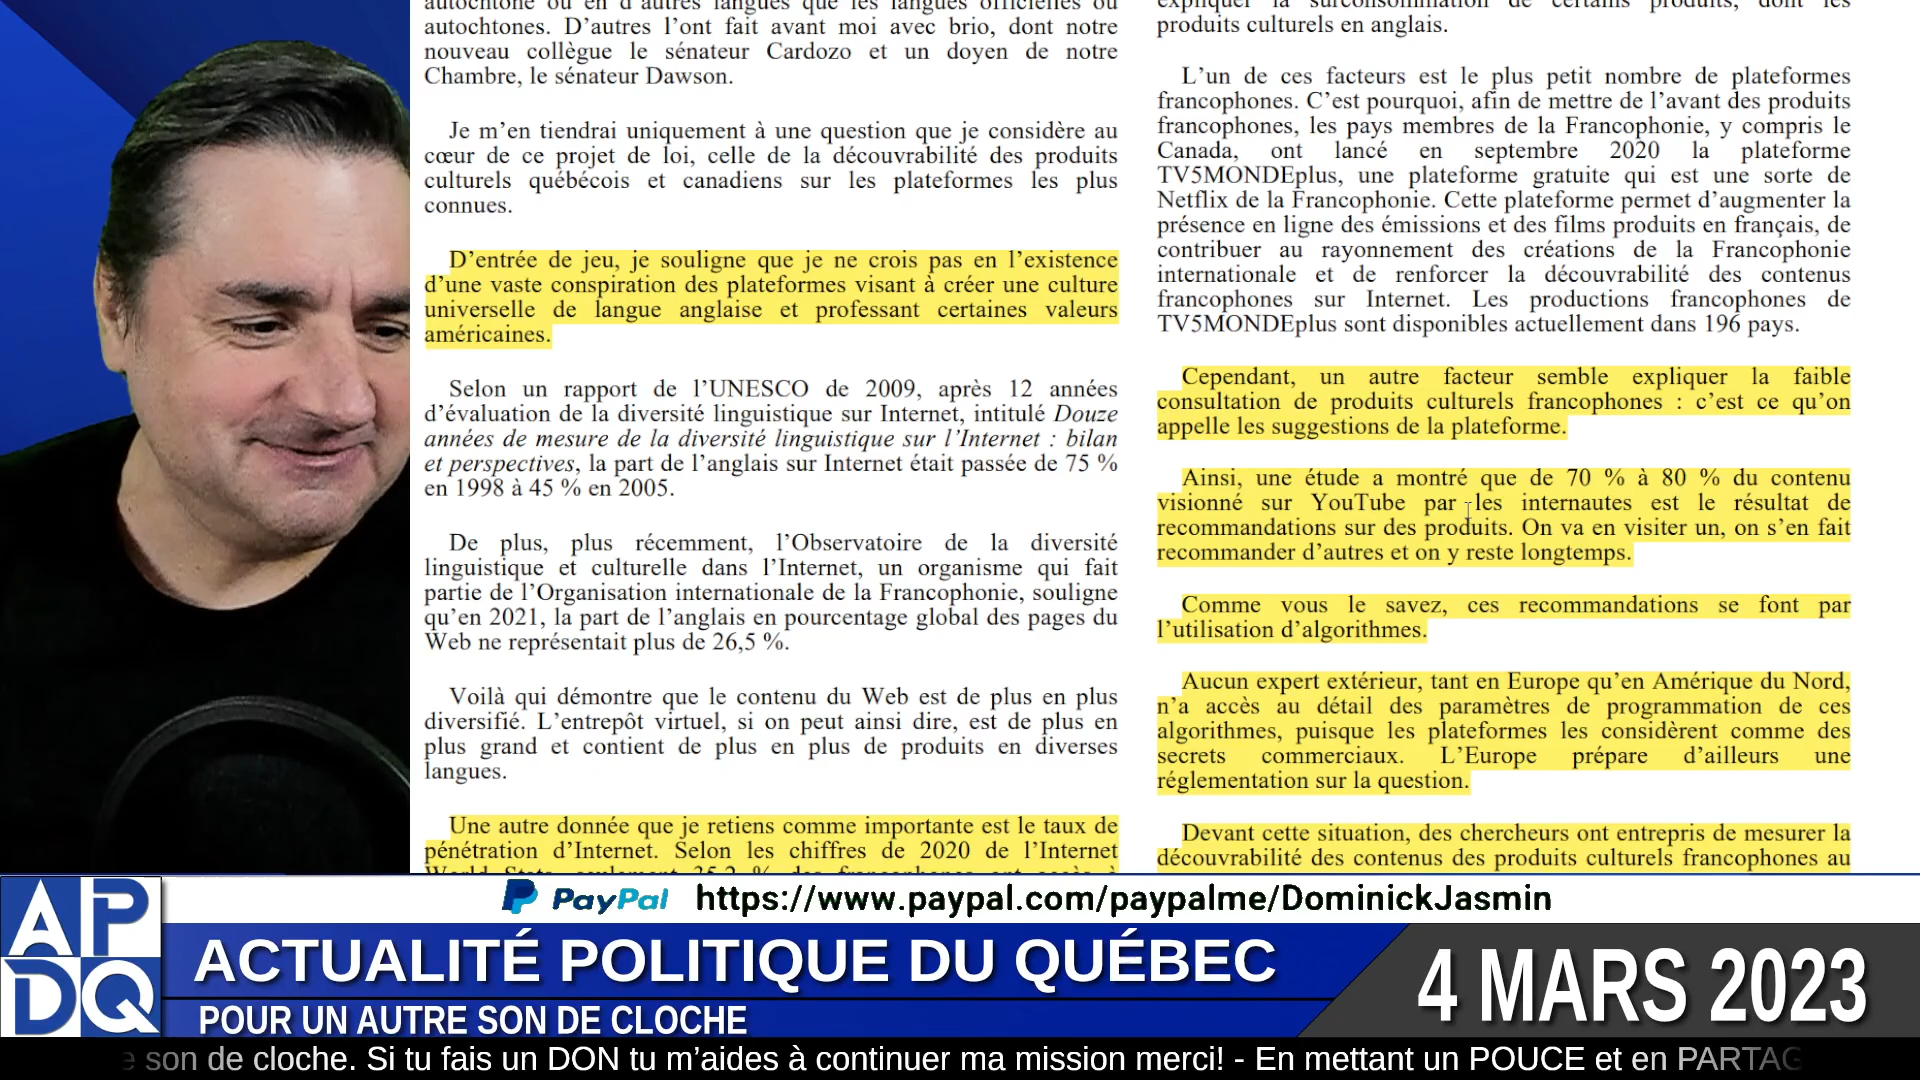 autochtone ou en d’autres langues que les langues officielles ou
autochtones. D’autres l’ont fait avant moi avec brio, dont notre
nouveau collègue le sénateur Cardozo et un doyen de notre
Chambre, le sénateur Dawson.
Je m’en tiendrai uniquement à une question que je considère au
cœur de ce projet de loi, celle de la découvrabilité des produits
culturels québécois et canadiens sur les plateformes les plus
connues.
D’entrée de jeu, je souligne que je ne crois pas en l’existence
d’une vaste conspiration des plateformes visant à créer une culture
universelle de langue anglaise et professant certaines valeurs
américaines.
Selon un rapport de l’UNESCO de 2009, après 12 années
d’évaluation de la diversité linguistique sur Internet, intitulé Douze
années de mesure de la diversité linguistique sur l’Internet : bilan
et perspectives, la part de l’anglais sur Internet était passée de 75 %
en 1998 à 45 % en 2005.
De plus, plus récemment, l’Observatoire de la diversité
linguistique et culturelle dans l’Internet, un organisme qui fait
partie de l’Organisation internationale de la Francophonie, souligne
qu’en 2021, la part de l’anglais en pourcentage global des pages du
Web ne représentait plus de 26,5 %.
Voilà qui démontre que le contenu du Web est de plus en plus
diversifié. L’entrepôt virtuel, si on peut ainsi dire, est de plus en
plus grand et contient de plus en plus de produits en diverses
langues.
Une autre donnée que je retiens comme importante est le taux de
pénétration d’Internet. Selon les chiffres de 2020 de l’Internet
World Stats, seulement 35,2 % des francophones ont accès à
expliquer la surconsommation de certains produits, dont les
produits culturels en anglais.
L’un de ces facteurs est le plus petit nombre de plateformes
francophones. C’est pourquoi, afin de mettre de l’avant des produits
francophones, les pays membres de la Francophonie, y compris le
Canada, ont lancé en septembre 2020 la plateforme
TV5MONDEplus, une plateforme gratuite qui est une sorte de
Netflix de la Francophonie. Cette plateforme permet d’augmenter la
présence en ligne des émissions et des films produits en français, de
contribuer au rayonnement des créations de la Francophonie
internationale et de renforcer la découvrabilité des contenus
francophones sur Internet. Les productions francophones de
TV5MONDEplus sont disponibles actuellement dans 196 pays.
Cependant, un autre facteur semble expliquer la faible
consultation de produits culturels francophones : c’est ce qu’on
appelle les suggestions de la plateforme.
Ainsi, une étude a montré que de 70 % à 80 % du contenu
visionné sur YouTube par les internautes est le résultat de
recommandations sur des produits. On va en visiter un, on s’en fait
recommander d’autres et on y reste longtemps.
Comme vous le savez, ces recommandations se font par
l’utilisation d’algorithmes.
Aucun expert extérieur, tant en Europe qu’en Amérique du Nord,
n’a accès au détail des paramètres de programmation de ces
algorithmes, puisque les plateformes les considèrent comme des
secrets commerciaux. L’Europe prépare d’ailleurs une
réglementation sur la question.
Devant cette situation, des chercheurs ont entrepris de mesurer la
découvrabilité des contenus des produits culturels francophones au
PayPal https://www.paypal.com/paypalme/DominickJasmin
AP
DQ
ACTUALITÉ POLITIQUE DU QUÉBEC
POUR UN AUTRE SON DE CLOCHE
4 MARS 2023
e son de cloche. Si tu fais un DON tu m’aides à continuer ma mission merci! - En mettant un POUCE et en PARTAG